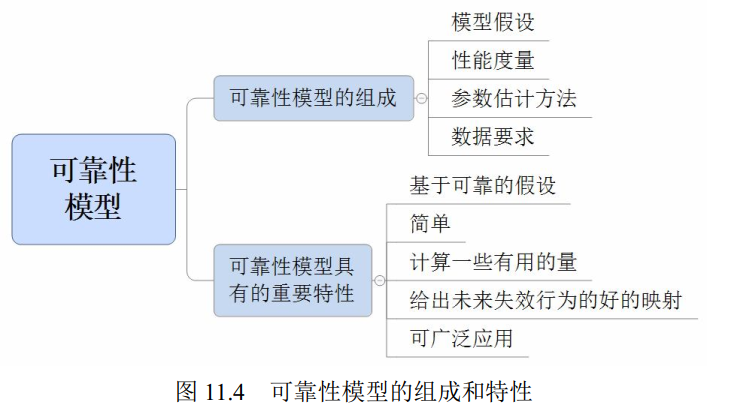 可靠性
模型
可靠性模型的组成
模型假设
性能度量
参数估计方法
数据要求
可靠性模型具
有的重要特性
基于可靠的假设
简单
计算一些有用的量
给出未来失效行为的好的映射
可广泛应用
图 11.4 可靠性模型的组成和特性